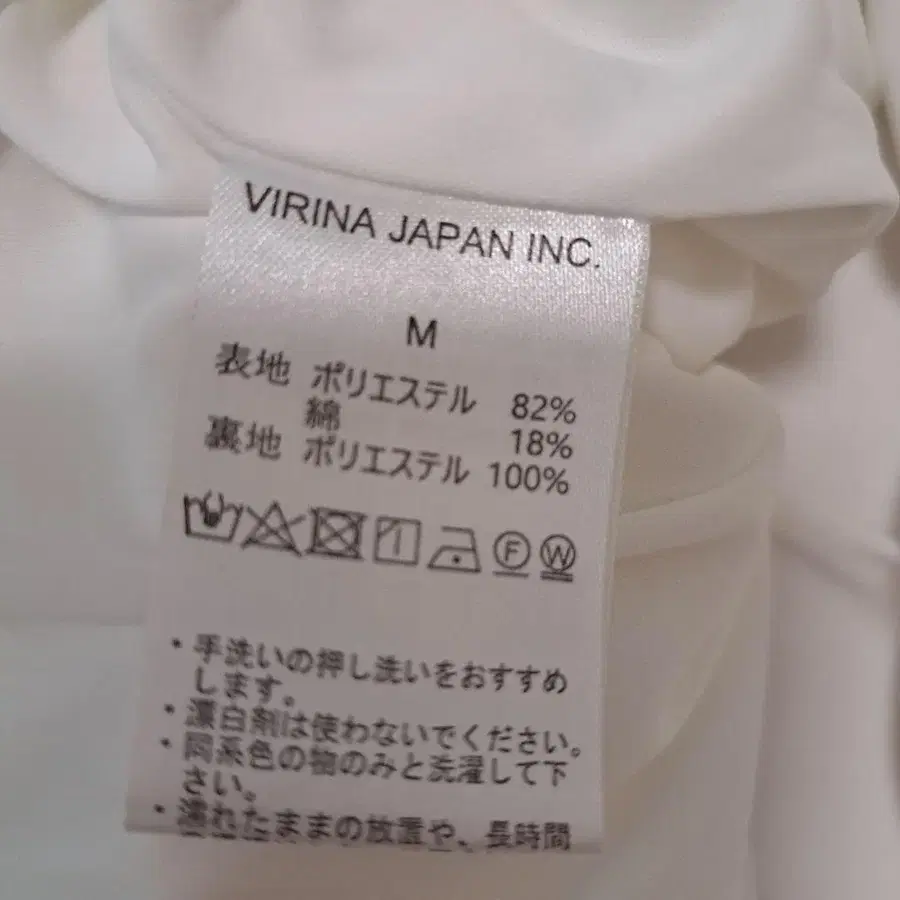 VIRINA JAPAN INC.
M
表地 ポリエステル 82%
綿 18%
裏地 ポリエステル 100%
F W
・手洗いの押し洗いをおすすめ
します。
・漂白剤は使わないでください。
・同系色の物のみと洗濯して下
さい。
・濡れたままの放置や、長時間